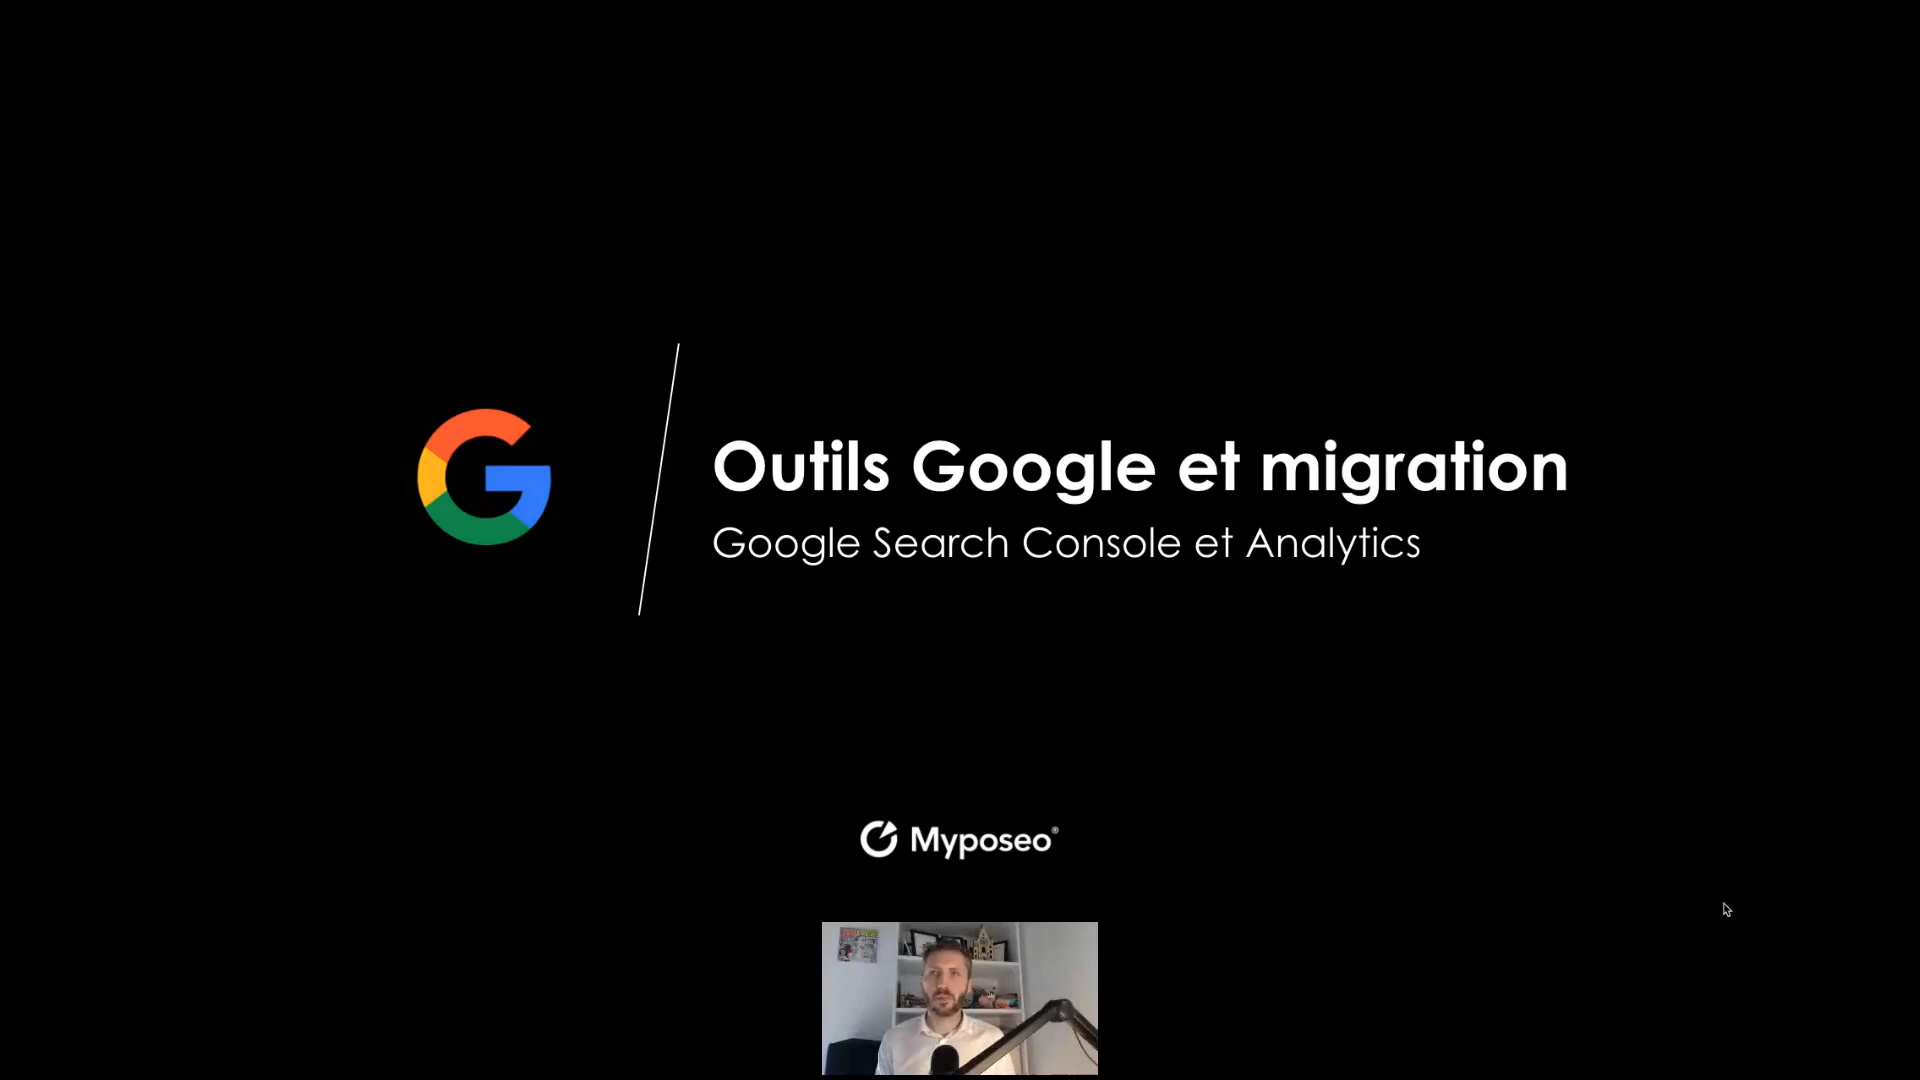 Outils Google et migration
Google Search Console et Analytics
Myposeo®